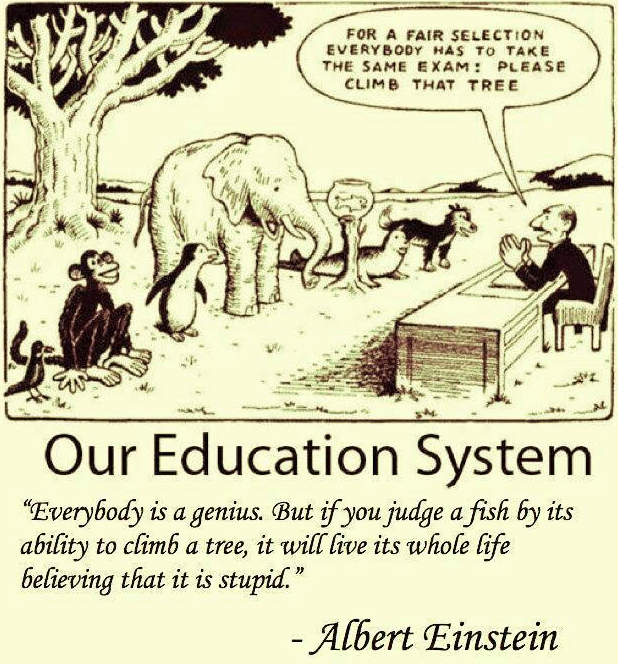 FOR A FAIR SELECTION
EVERYBODY HAS TO TAKE
THE SAME EXAM: PLEASE
CLIMB THAT TREE
Our Education System
“Everybody is a genius. But if you judge a fish by its
ability to climb a tree, it will live its whole life
believing that it is stupid.”
- Albert Einstein